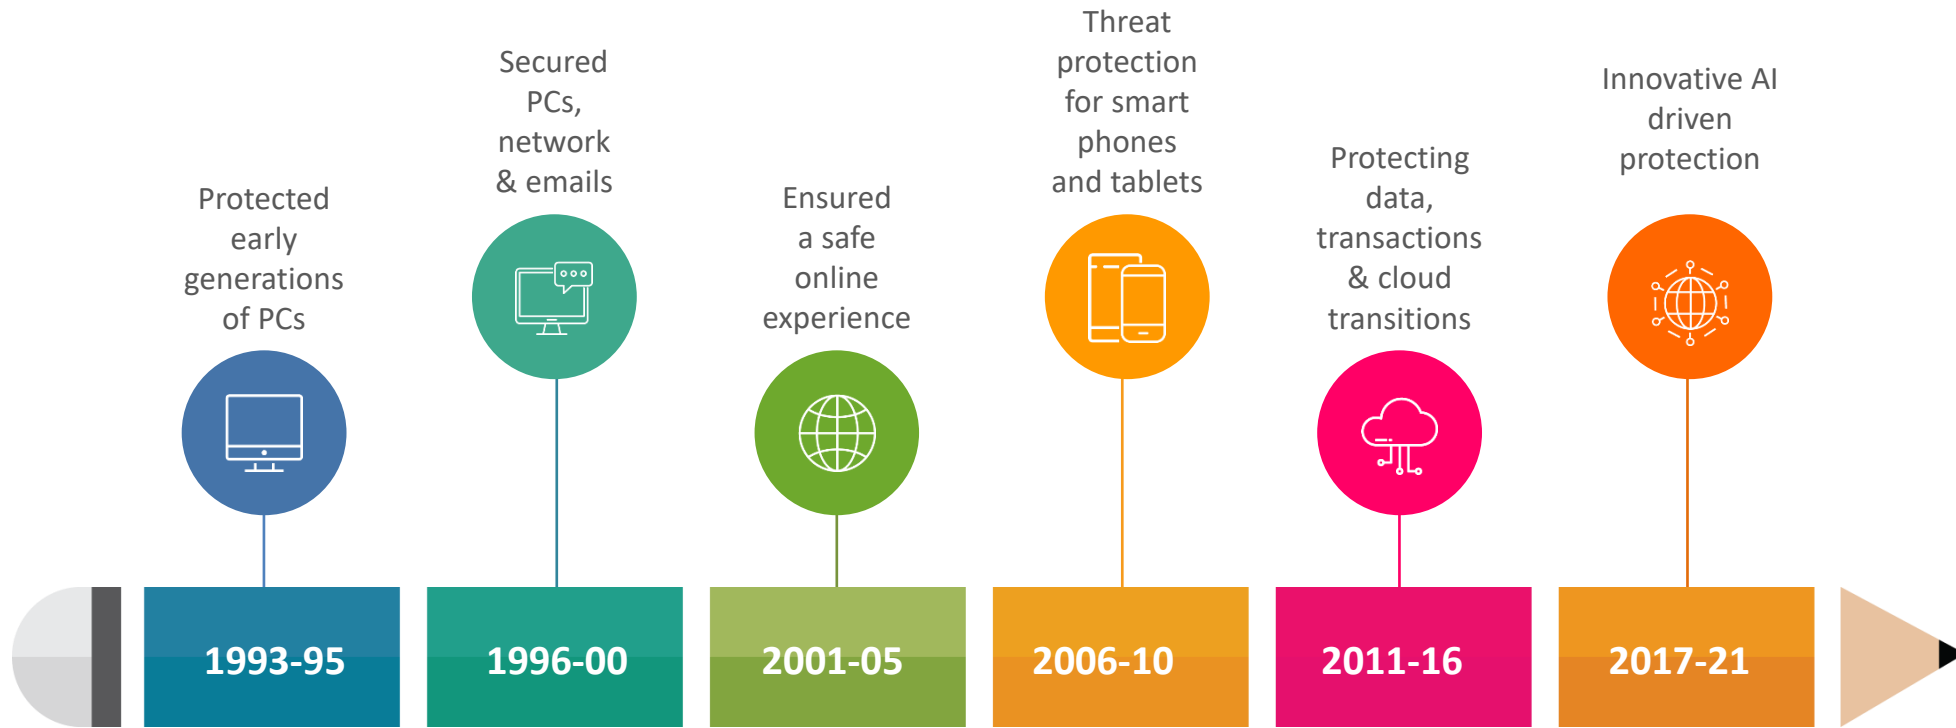 Protected
early
generations
of PCs
Secured
PCs,
network
& emails
Ensured
a safe
online
experience
Threat
protection
for smart
phones
and tablets
Protecting
data,
transactions
& cloud
transitions
Innovative AI
driven
protection
1993-95
1996-00
2001-05
2006-10
2011-16
2017-21